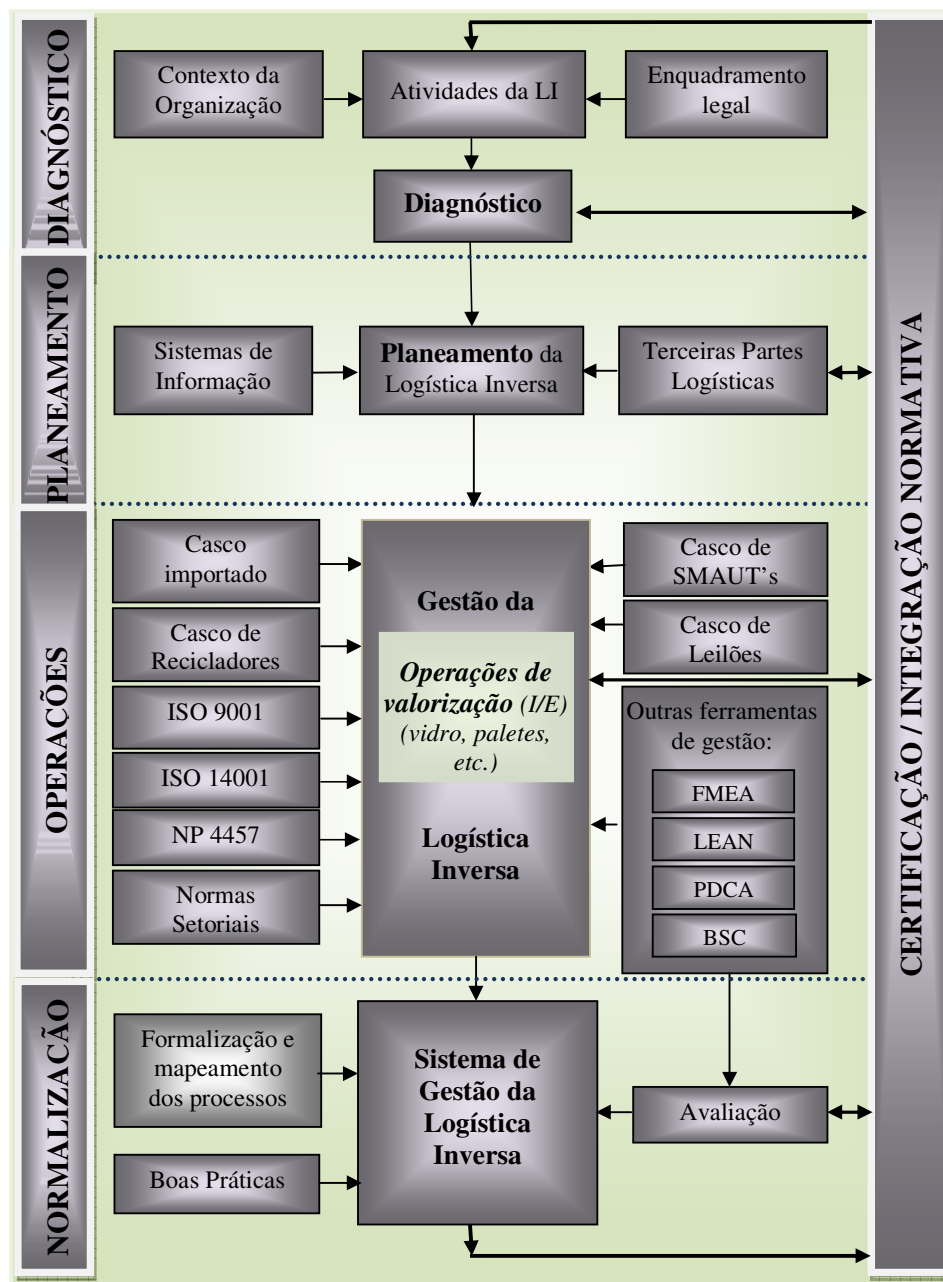 DIAGNÓSTICO
Contexto da
Organização
Atividades da LI
Enquadramento
legal
Diagnóstico
PLANEAMENTO
Sistemas de
Informação
Planeamento da
Logística Inversa
Terceiras Partes
Logísticas
OPERAÇÕES
Casco
importado
Casco de
Recicladores
ISO 9001
ISO 14001
NP 4457
Normas
Setoriais
Gestão da
Operações de
valorização (I/E)
(vidro, paletes,
etc.)
Logística
Inversa
Casco de
SMAUT’s
Casco de
Leilões
Outras ferramentas
de gestão:
FMEA
LEAN
PDCA
BSC
NORMALIZACÃO
Formalização e
mapeamento
dos processos
Boas Práticas
Sistema de
Gestão da
Logística
Inversa
Avaliação
CERTIFICAÇÃO / INTEGRAÇÃO NORMATIVA